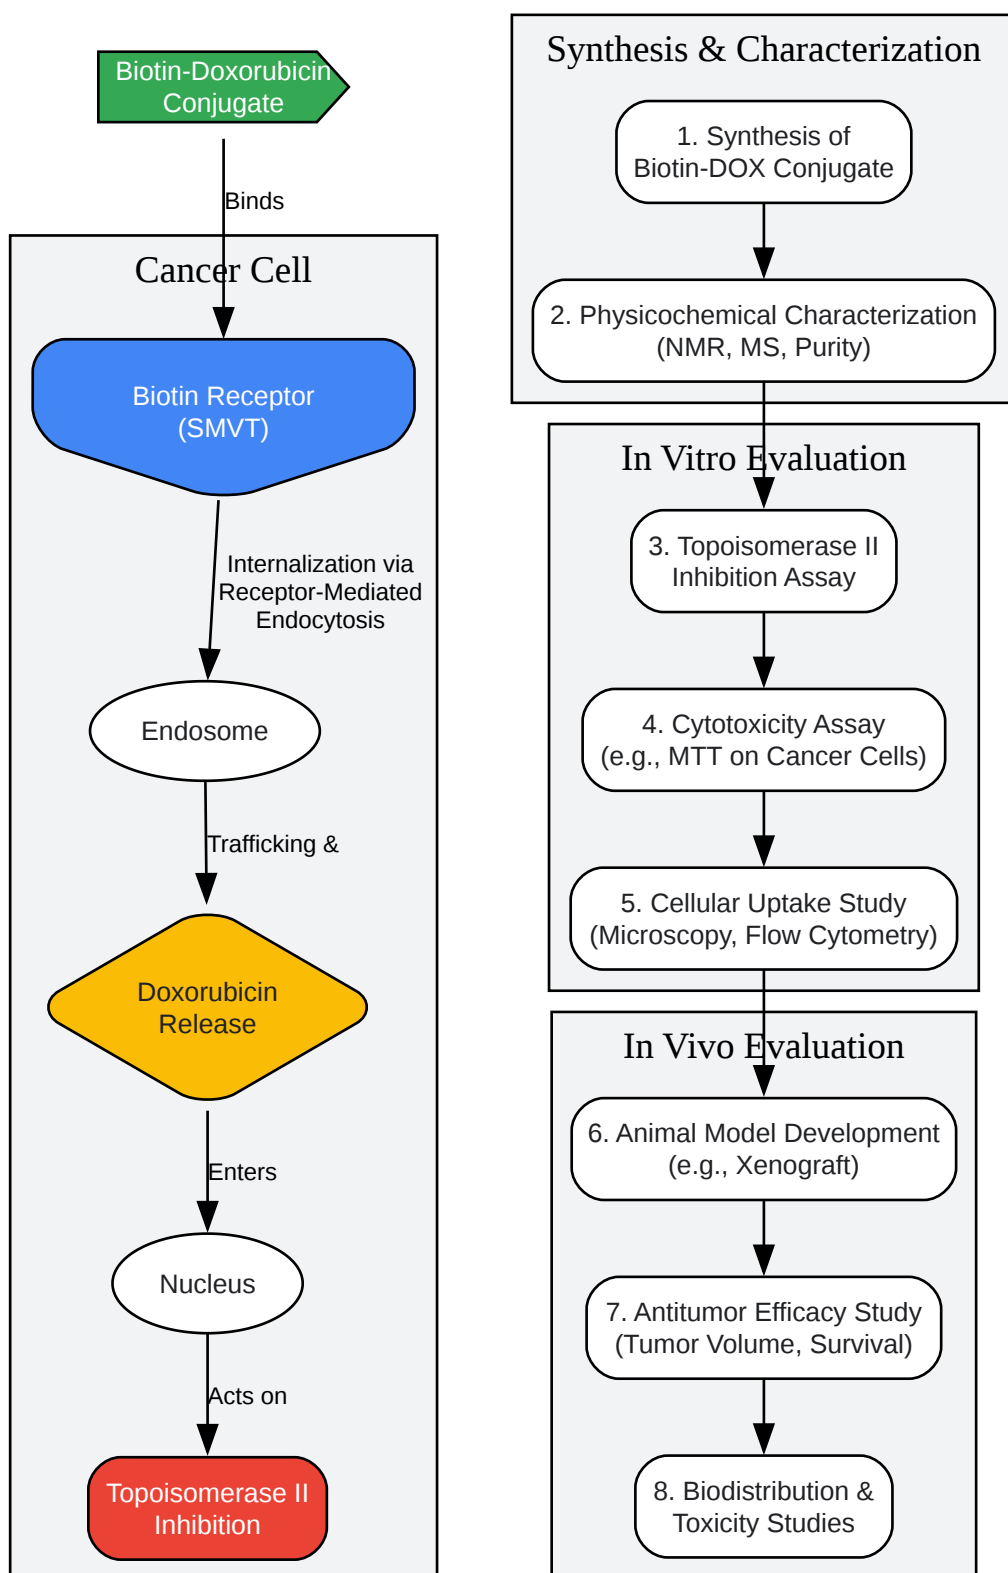 Biotin-Doxorubicin
Conjugate
Binds
Cancer Cell
Biotin Receptor
(SMVT)
Internalization via
Receptor-Mediated
Endocytosis
Endosome
Trafficking &
Doxorubicin
Release
Enters
Nucleus
Acts on
Topoisomerase II
Inhibition
Synthesis & Characterization
1. Synthesis of
Biotin-DOX Conjugate
2. Physicochemical Characterization
(NMR, MS, Purity)
In Vitro Evaluation
3. Topoisomerase II
Inhibition Assay
4. Cytotoxicity Assay
(e.g., MTT on Cancer Cells)
5. Cellular Uptake Study
(Microscopy, Flow Cytometry)
In Vivo Evaluation
6. Animal Model Development
(e.g., Xenograft)
7. Antitumor Efficacy Study
(Tumor Volume, Survival)
8. Biodistribution &
Toxicity Studies